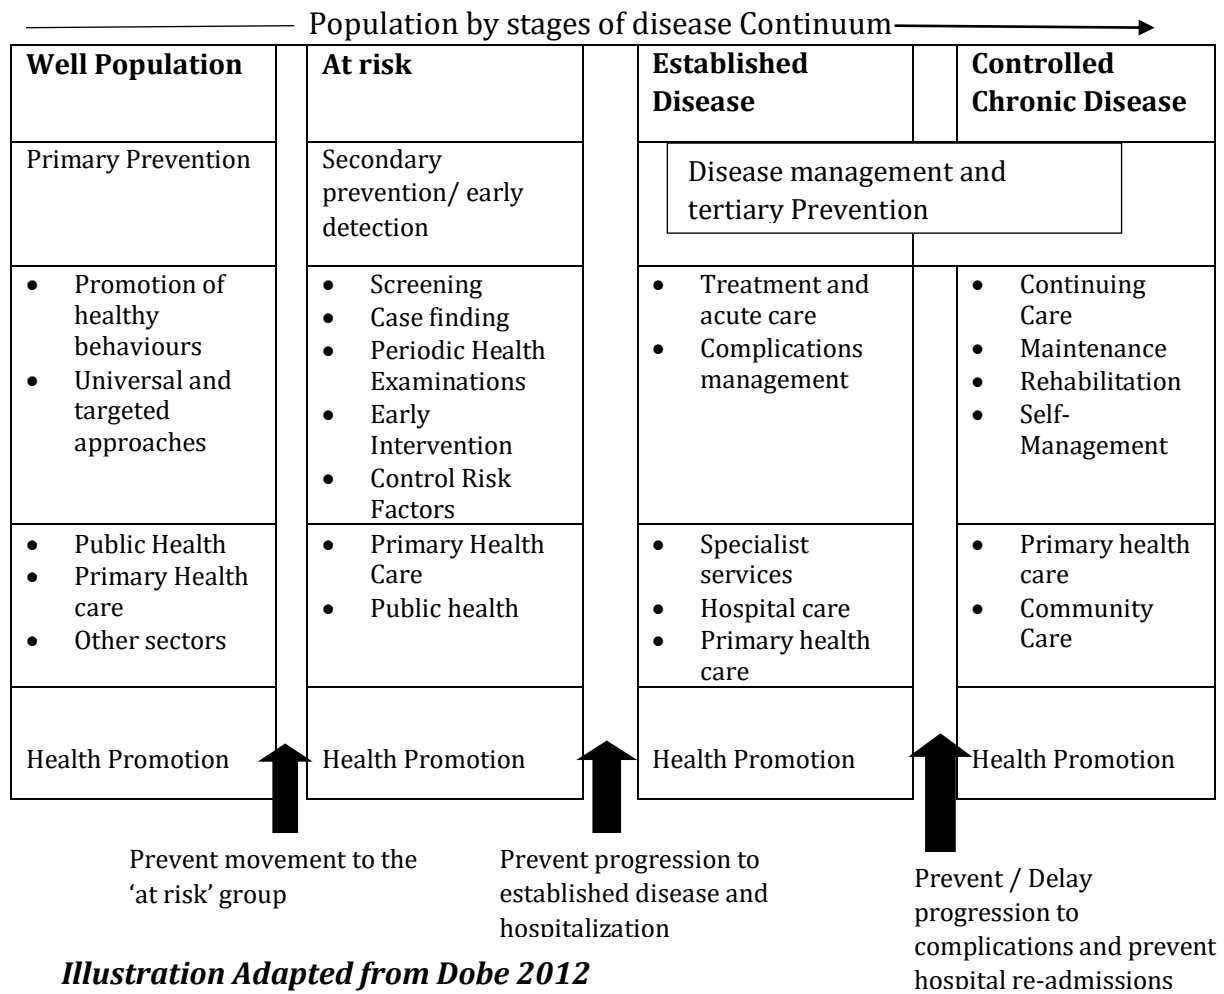 Population by stages of disease Continuum
Well Population
At risk
Established
Disease
Controlled
Chronic Disease
Primary Prevention
Secondary
prevention/ early
detection
Disease management and
tertiary Prevention
• Promotion of
healthy
behaviours
• Universal and
targeted
approaches
• Screening
• Case finding
• Periodic Health
Examinations
• Early
Intervention
• Control Risk
Factors
• Treatment and
acute care
• Complications
management
• Continuing
Care
• Maintenance
• Rehabilitation
• Self-
Management
• Public Health
• Primary Health
care
• Other sectors
• Primary Health
Care
• Public health
• Specialist
services
• Hospital care
• Primary health
care
• Primary health
care
• Community
Care
Health Promotion
Health Promotion
Health Promotion
Health Promotion
Prevent movement to the
‘at risk’ group
Prevent progression to
established disease and
hospitalization
Prevent / Delay
progression to
complications and prevent
hospital re-admissions
Illustration Adapted from Dobe 2012